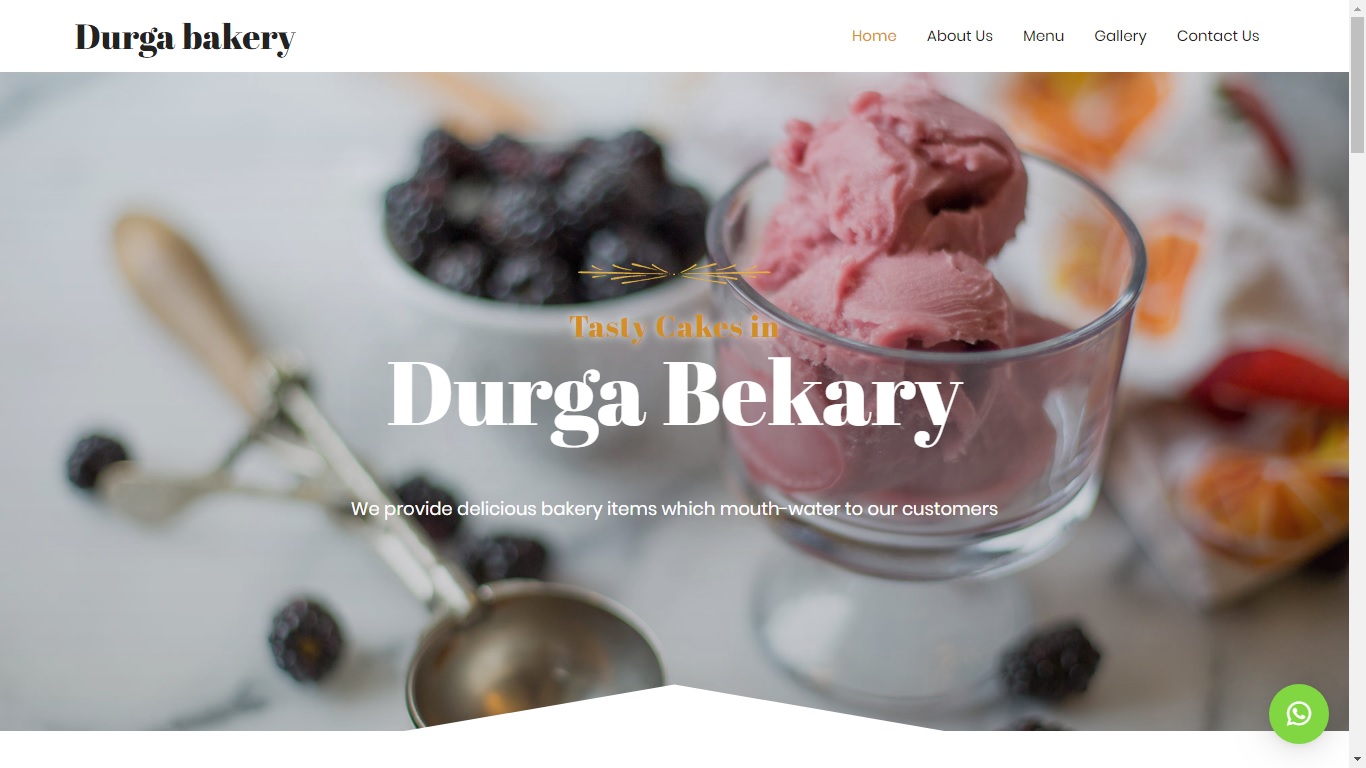 Durga bakery
Home About Us Menu Gallery Contact Us
Tasty Cakes in
Durga Bekary
We provide delicious bakery items which mouth-water to our customers